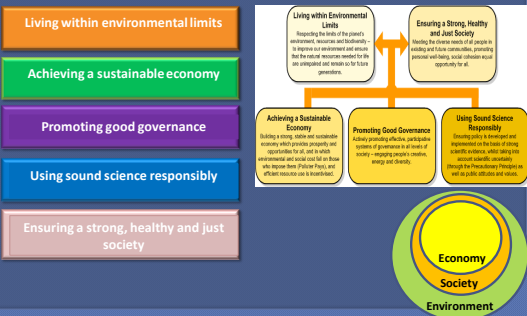 Living within environmental limits
Achieving a sustainable economy
Promoting good governance
Using sound science responsibly
Ensuring a strong, healthy and just
society
Living within Environmental
Limits
Respecting the limits of the planet's
environment, resources and biodiversity –
to improve our environment and ensure
that the natural resources needed for life
are unimpaired and remain so for future
generations.
Ensuring a Strong, Healthy
and Just Society
Meeting the diverse needs of all people in
existing and future communities, promoting
personal well-being, social cohesion equal
opportunity for all.
Achieving a Sustainable
Economy
Building a strong, stable and sustainable
economy which provides prosperity and
opportunities for all, and in which
environmental and social cost fall on those
who impose them (Polluter Pays), and
efficient resource use is incentivised.
Promoting Good Governance
Actively promoting effective, participative
systems of governance in all levels of
society – engaging people's creative,
energy and diversity.
Using Sound Science
Responsibly
Ensuring policy is developed and
implemented on the basis of strong
scientific evidence, whilst taking into
account scientific uncertainty
(through the Precautionary Principle) as
well as public attitudes and values.
Economy
Society
Environment